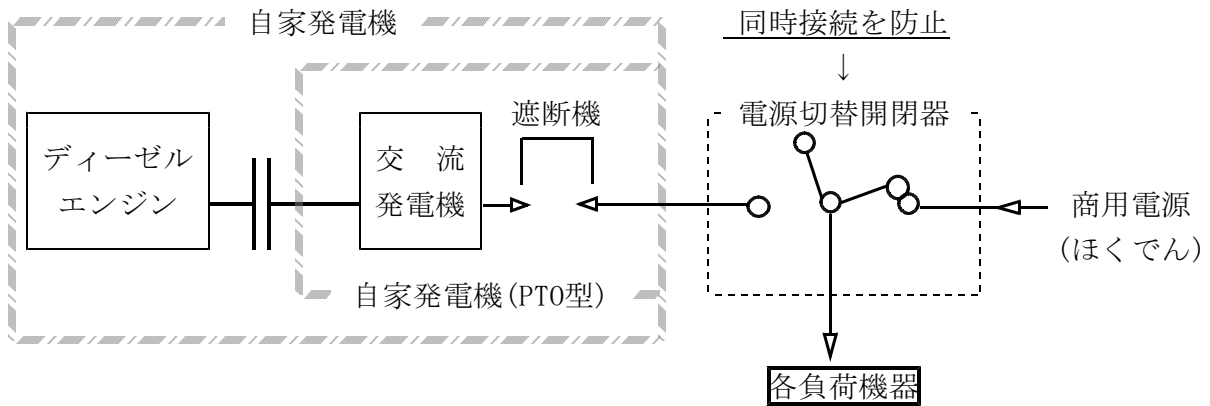 自家発電機
同時接続を防止
↓
遮断機
電源切替開閉器
ディーゼル
エンジン
交　流
発電機
商用電源
(ほくでん)
自家発電機(PTO型)
各負荷機器